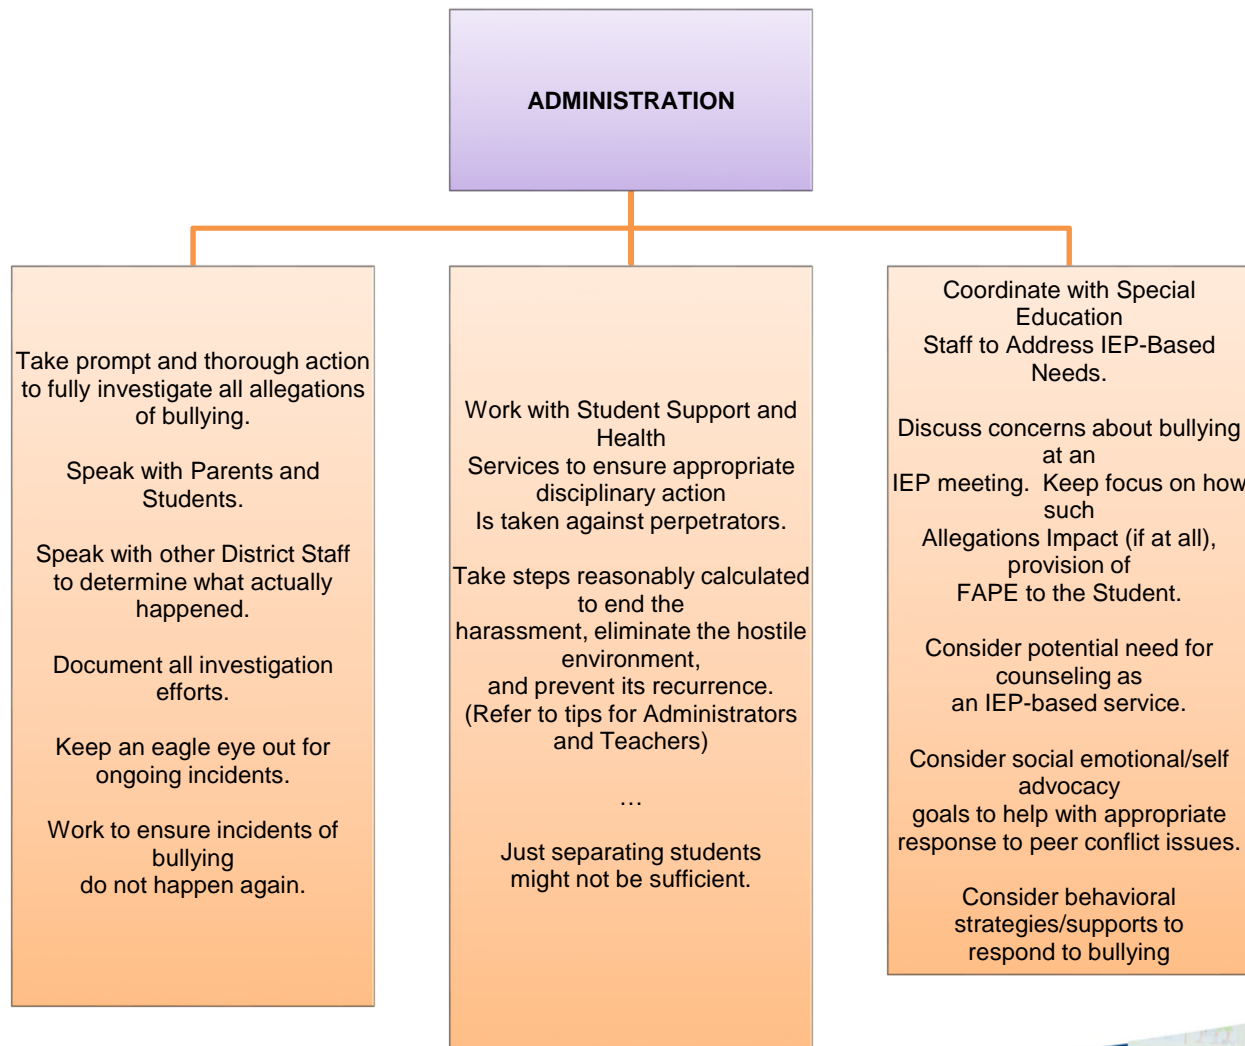 ADMINISTRATION
Take prompt and thorough action
to fully investigate all allegations
of bullying.
Speak with Parents and
Students.
Speak with other District Staff
to determine what actually
happened.
Document all investigation
efforts.
Keep an eagle eye out for
ongoing incidents.
Work to ensure incidents of
bullying
do not happen again.
Work with Student Support and
Health
Services to ensure appropriate
disciplinary action
Is taken against perpetrators.
Take steps reasonably calculated
to end the
harassment, eliminate the hostile
environment,
and prevent its recurrence.
(Refer to tips for Administrators
and Teachers)
…
Just separating students
might not be sufficient.
Coordinate with Special
Education
Staff to Address IEP-Based
Needs.
Discuss concerns about bullying
at an
IEP meeting.  Keep focus on how
such
Allegations Impact (if at all),
provision of
FAPE to the Student.
Consider potential need for
counseling as
an IEP-based service.
Consider social emotional/self
advocacy
goals to help with appropriate
response to peer conflict issues.
Consider behavioral
strategies/supports to
respond to bullying